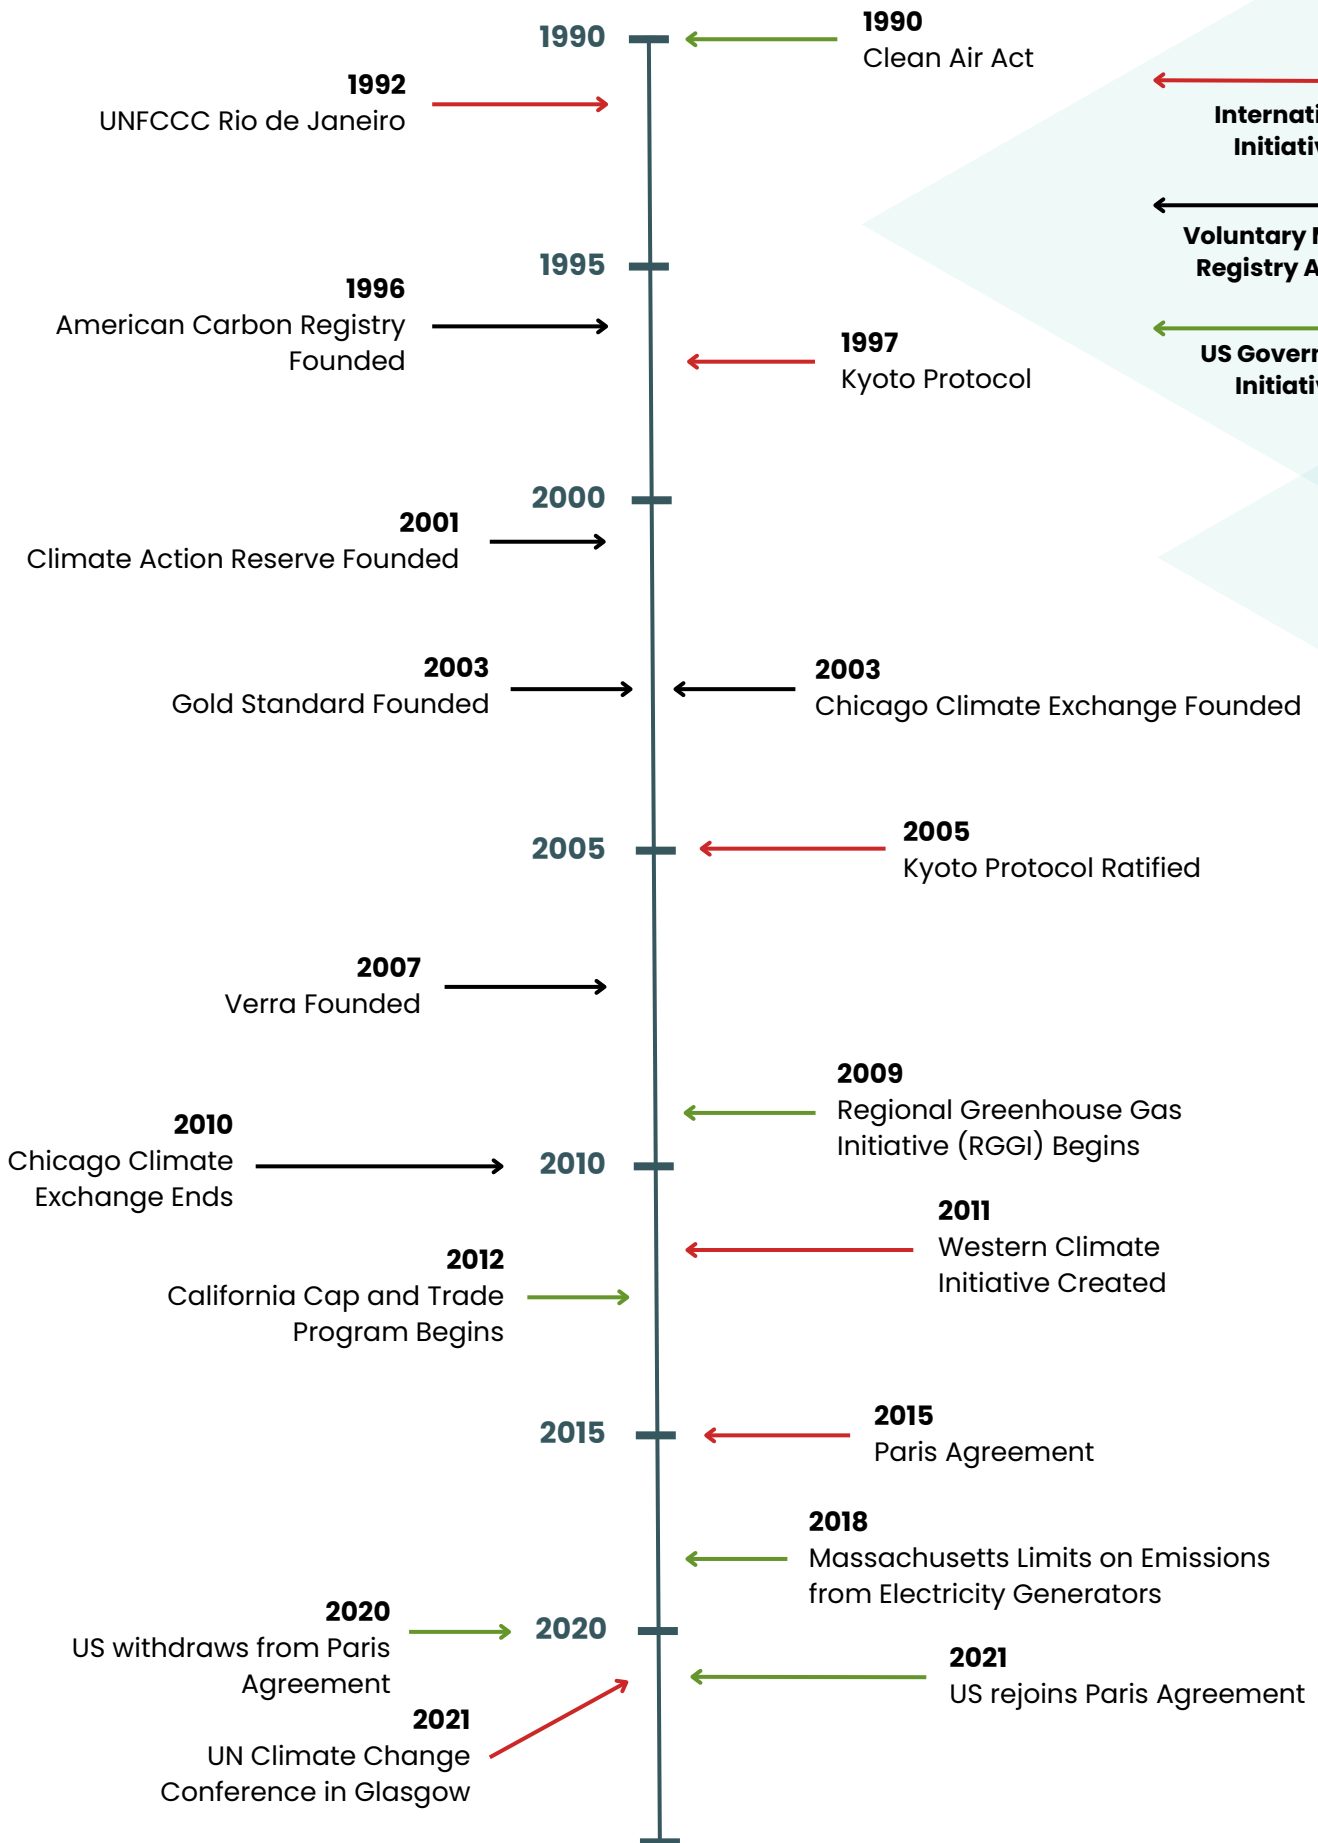 1990
1990
Clean Air Act
1992
UNFCCC Rio de Janeiro
Voluntary
Registry
US
1995
1996
American Carbon Registry
Founded
1997
Kyoto Protocol
2000
2001
Climate Action Reserve Founded
2003
Gold Standard Founded
2003
Chicago Climate Exchange Founded
2005
2005
Kyoto Protocol Ratified
2007
Verra Founded
2009
Regional Greenhouse Gas
Initiative (RGGI) Begins
2010
Chicago Climate
Exchange Ends
2010
2011
Western Climate
Initiative Created
2012
California Cap and Trade
Program Begins
2015
2015
Paris Agreement
2018
Massachusetts Limits on Emissions
from Electricity Generators
2020
US withdraws from Paris
Agreement
2020
2021
US rejoins Paris Agreement
2021
UN Climate Change
Conference in Glasgow